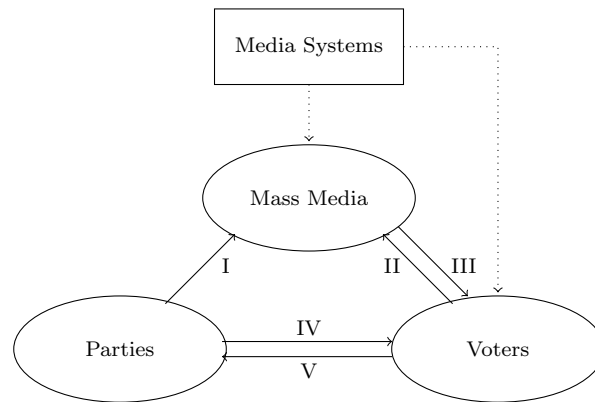 Media Systems
Mass Media
I
II
III
IV
Parties
Voters
V